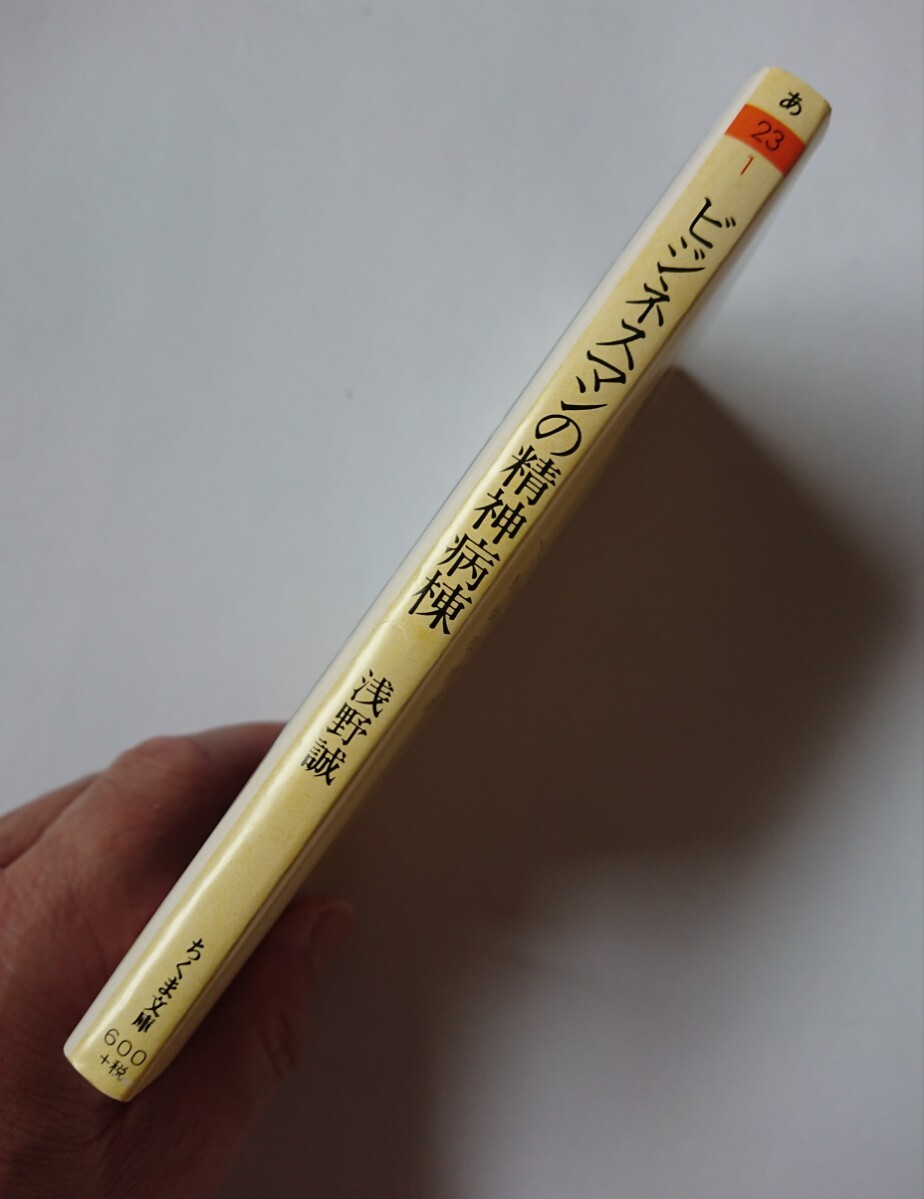 あ
23
1
ビジネスマンの精神病棟
浅野誠
ちくま文庫
600
+税